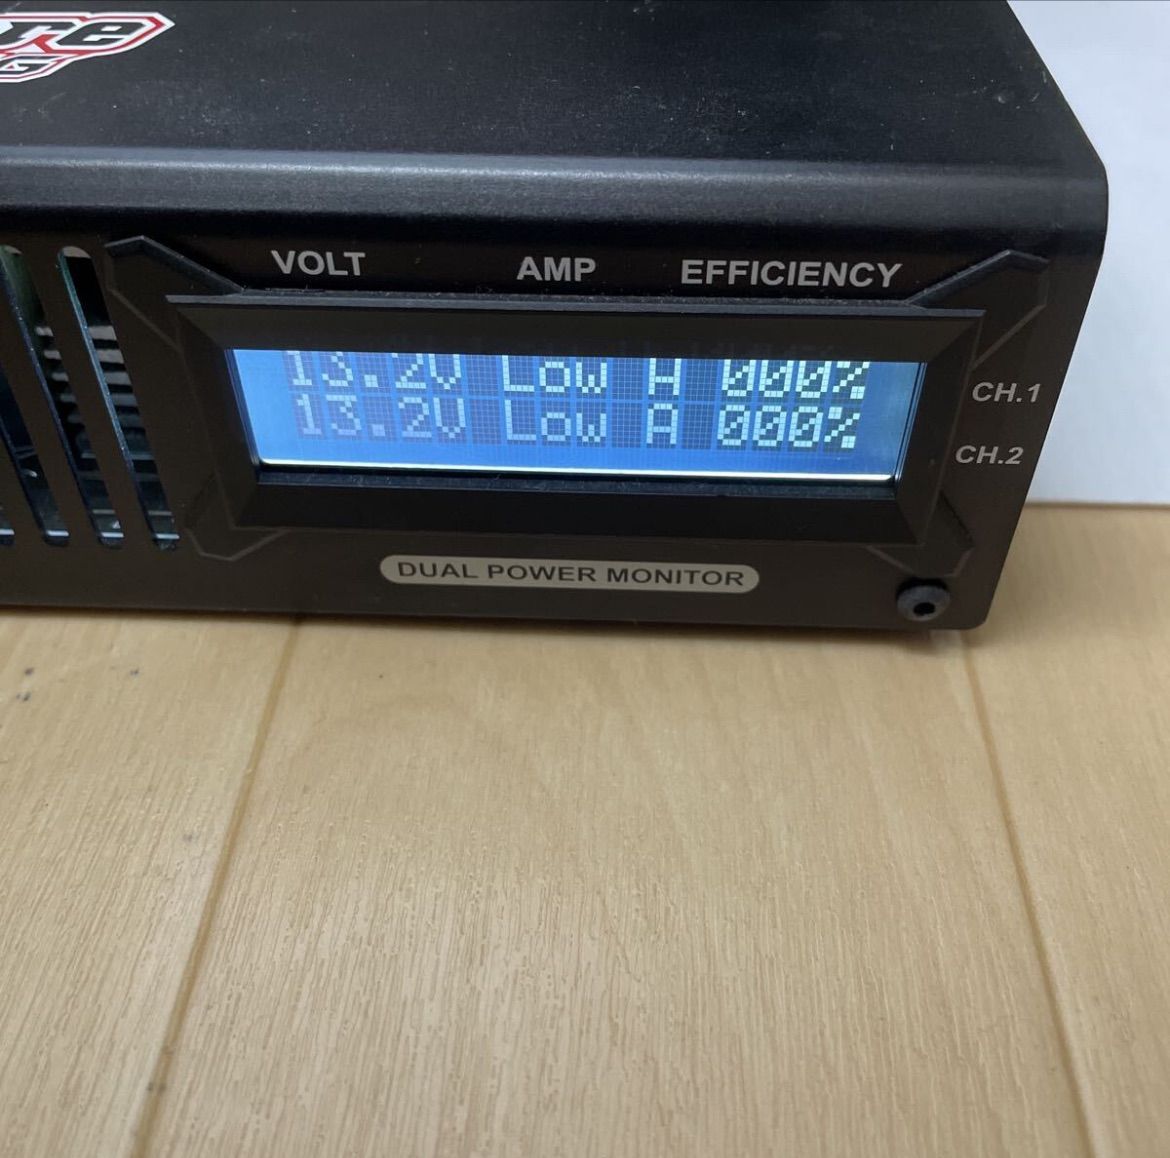 VOLT AMP EFFICIENCY
13.2V Low A 000%
CH.1
13.2V Low A 000%
CH.2
DUAL POWER MONITOR